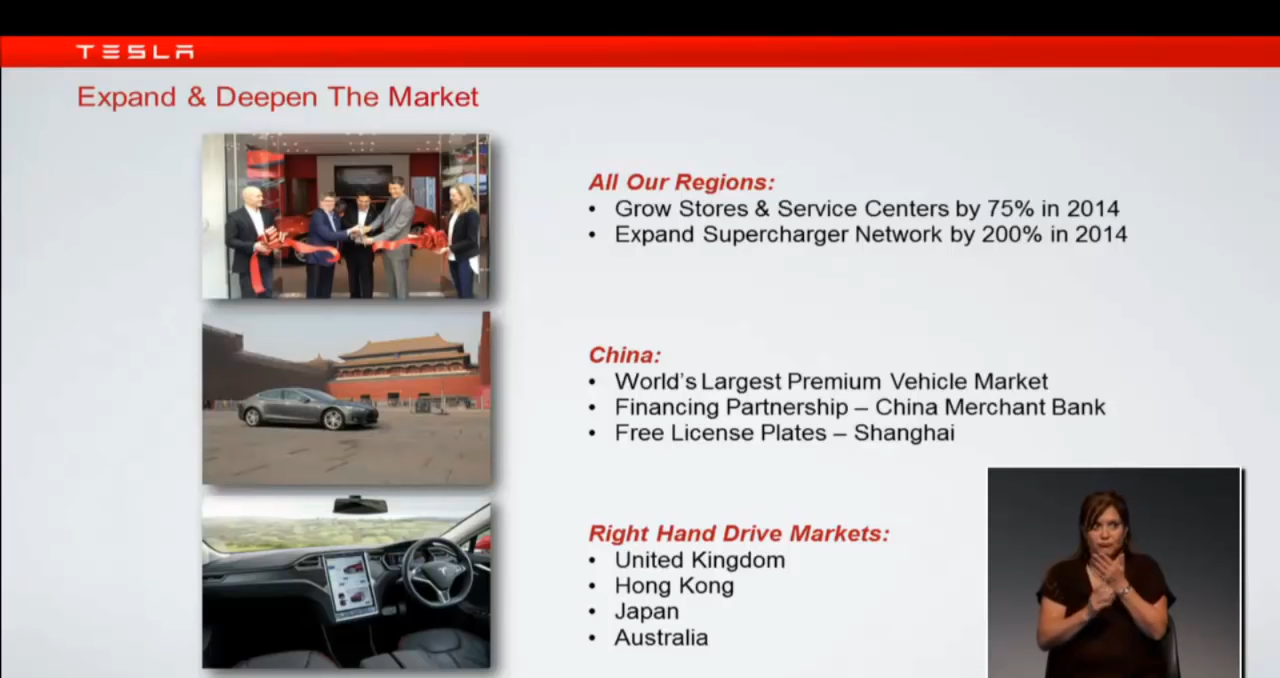 TESLA
Expand & Deepen The Market
All Our Regions:
• Grow Stores & Service Centers by 75% in 2014
• Expand Supercharger Network by 200% in 2014
China:
• World's Largest Premium Vehicle Market
• Financing Partnership – China Merchant Bank
• Free License Plates – Shanghai
Right Hand Drive Markets:
• United Kingdom
• Hong Kong
• Japan
• Australia